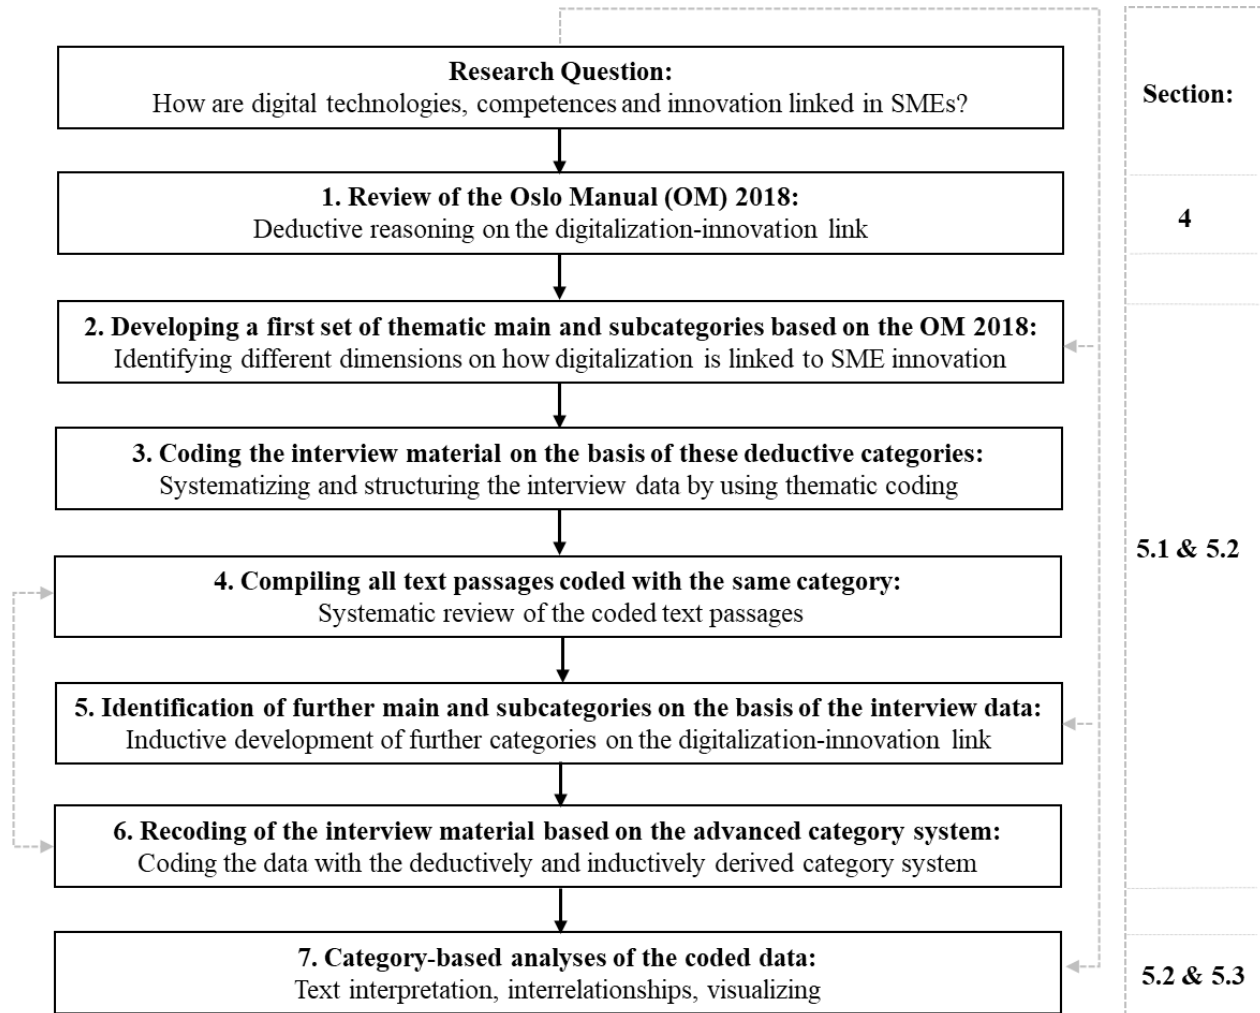 Research Question:
How are digital technologies, competences and innovation linked in SMEs?
Section:
1. Review of the Oslo Manual (OM) 2018:
Deductive reasoning on the digitalization-innovation link
4
2. Developing a first set of thematic main and subcategories based on the OM 2018:
Identifying different dimensions on how digitalization is linked to SME innovation
3. Coding the interview material on the basis of these deductive categories:
Systematizing and structuring the interview data by using thematic coding
5.1 & 5.2
4. Compiling all text passages coded with the same category:
Systematic review of the coded text passages
5. Identification of further main and subcategories on the basis of the interview data:
Inductive development of further categories on the digitalization-innovation link
6. Recoding of the interview material based on the advanced category system:
Coding the data with the deductively and inductively derived category system
7. Category-based analyses of the coded data:
Text interpretation, interrelationships, visualizing
5.2 & 5.3